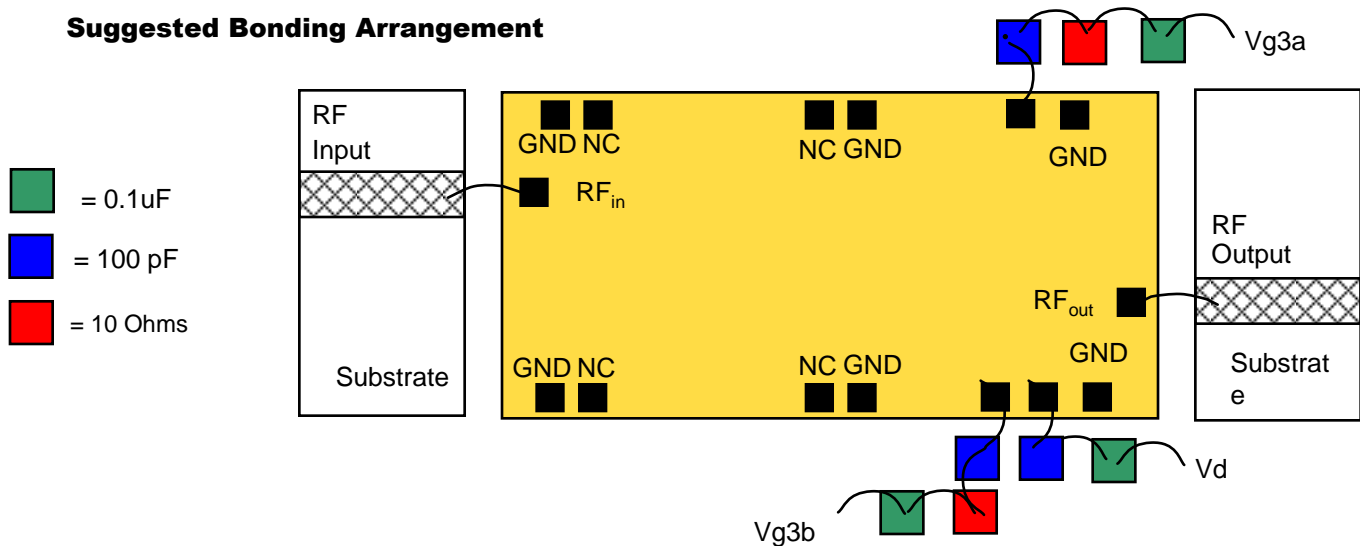 Suggested Bonding Arrangement
Vg3a
RF
Input
GND NC
NC GND
GND
= 0.1uF
RFin
= 100 pF
RF
Output
RFout
= 10 Ohms
GND NC
NC GND
GND
Substrate
Substrat
e
Vd
Vg3b